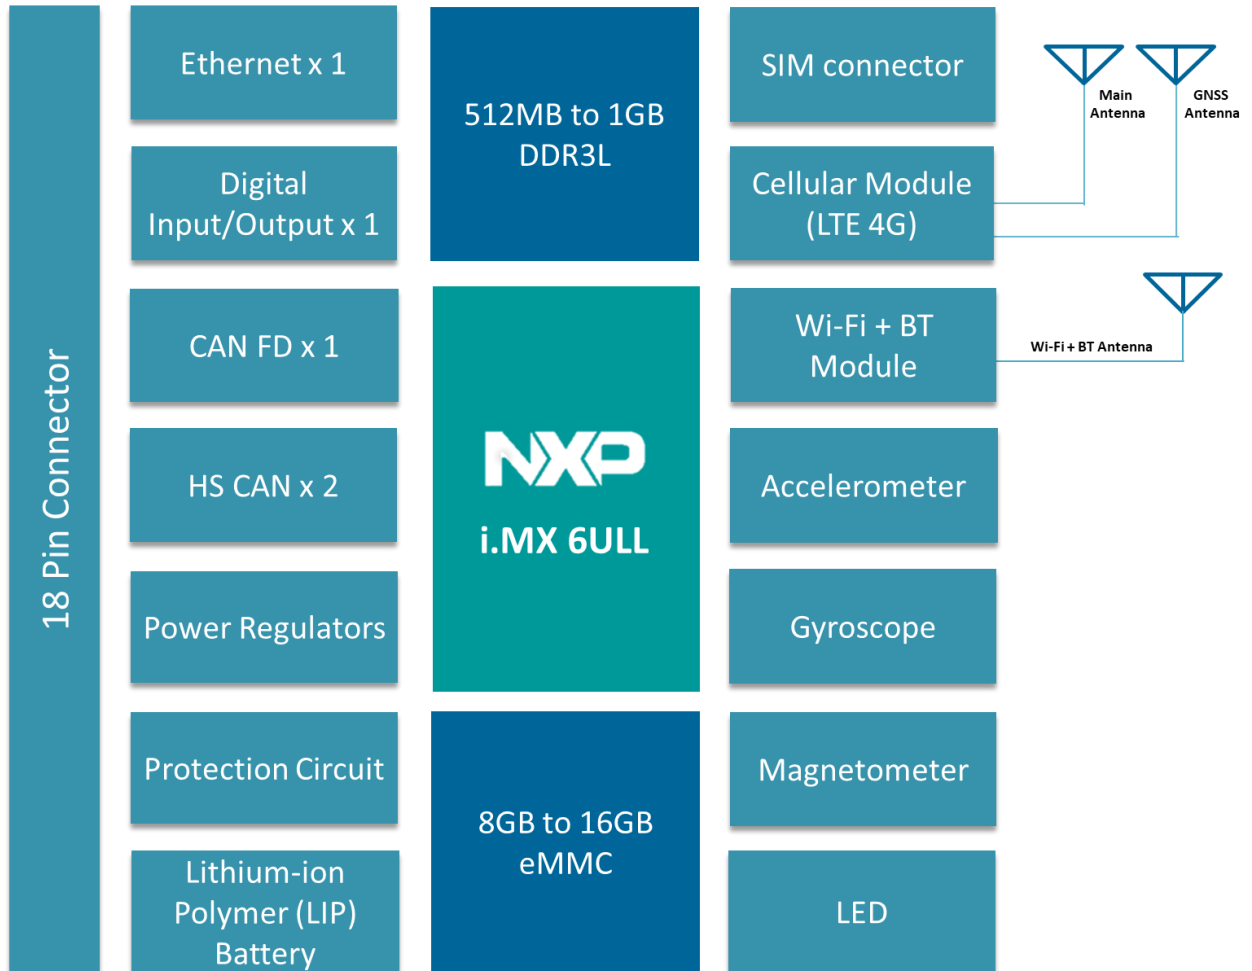 18 Pin Connector
Ethernet x 1
Digital
Input/Output x 1
CAN FD x 1
HS CAN x 2
Power Regulators
Protection Circuit
Lithium-ion
Polymer (LIP)
Battery
512MB to 1GB
DDR3L
NXP
i.MX 6ULL
8GB to 16GB
eMMC
SIM connector
Cellular Module
(LTE 4G)
Wi-Fi + BT
Module
Accelerometer
Gyroscope
Magnetometer
LED
Main
Antenna
GNSS
Antenna
Wi-Fi + BT Antenna